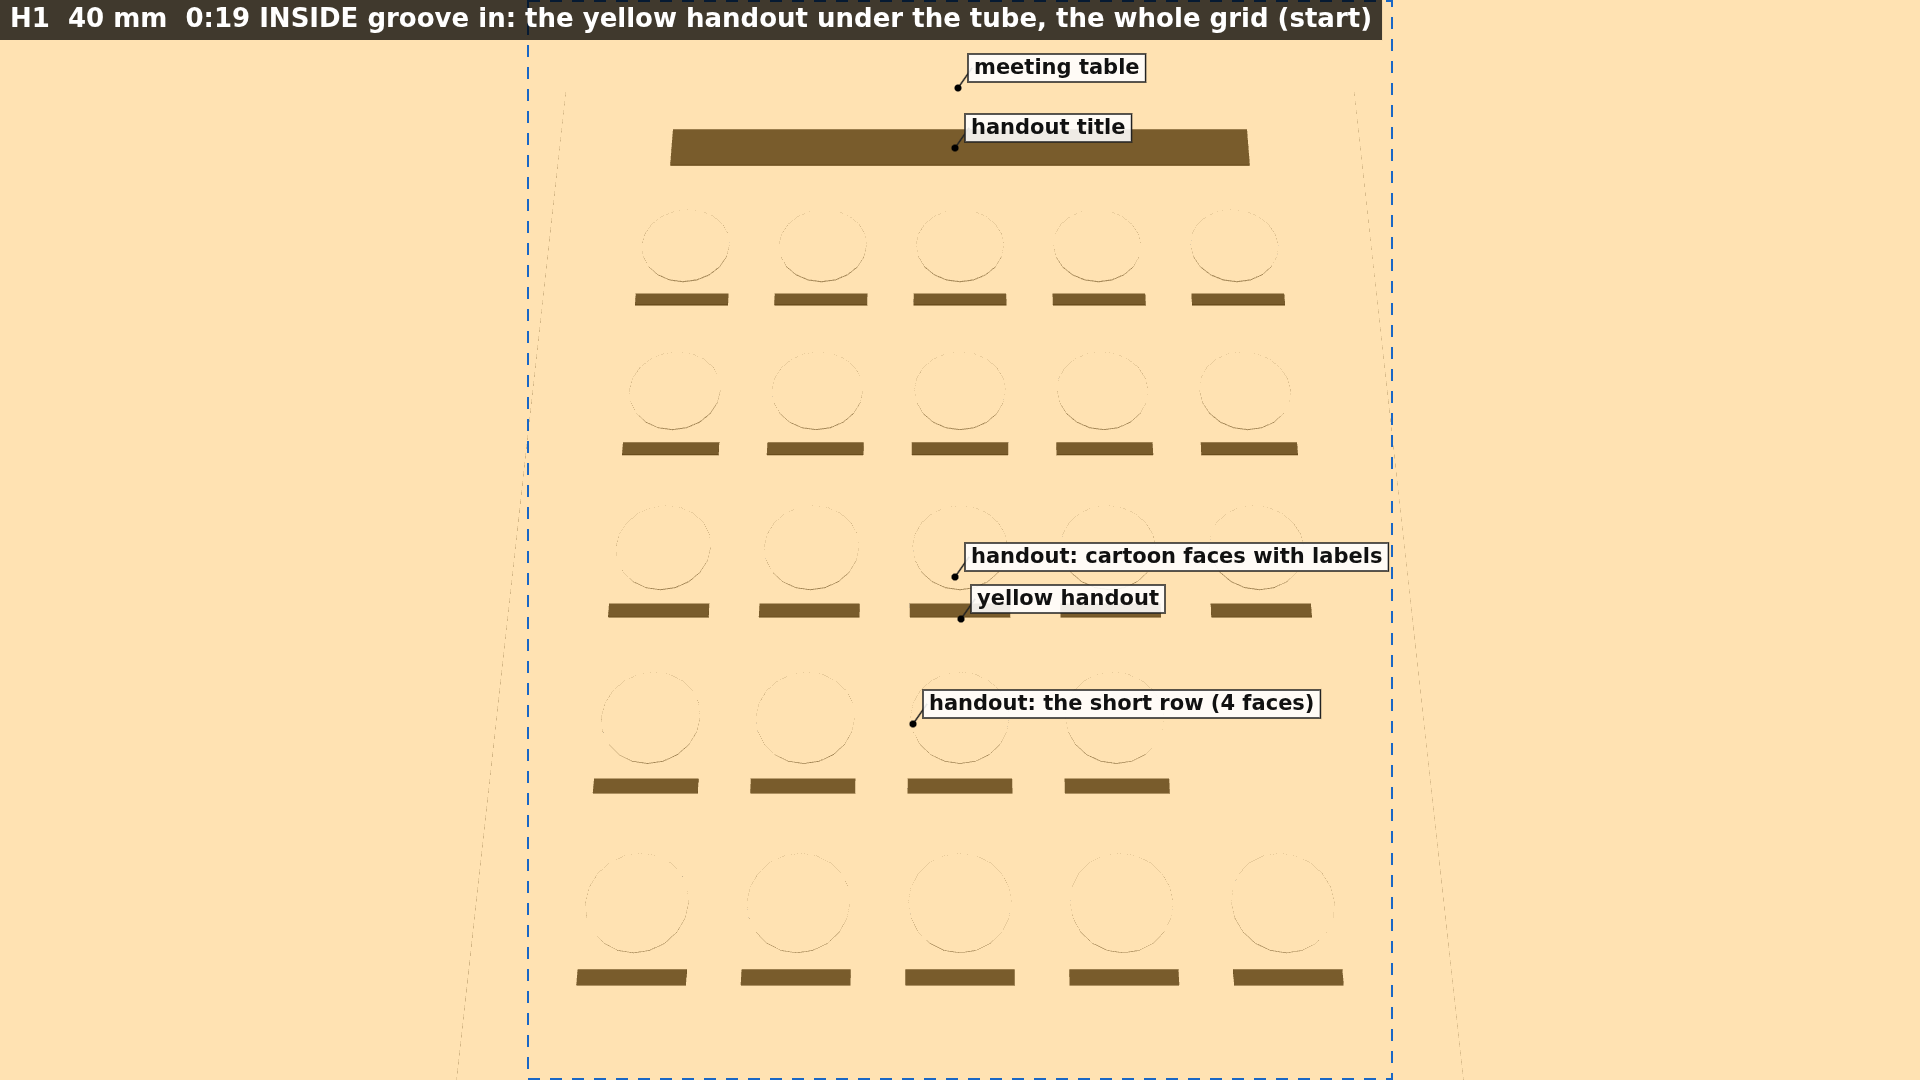 H1 40 mm 0:19 INSIDE groove in: the yellow handout under the tube, the whole grid (start)
meeting table
handout title
handout: cartoon faces with labels
yellow handout
handout: the short row (4 faces)